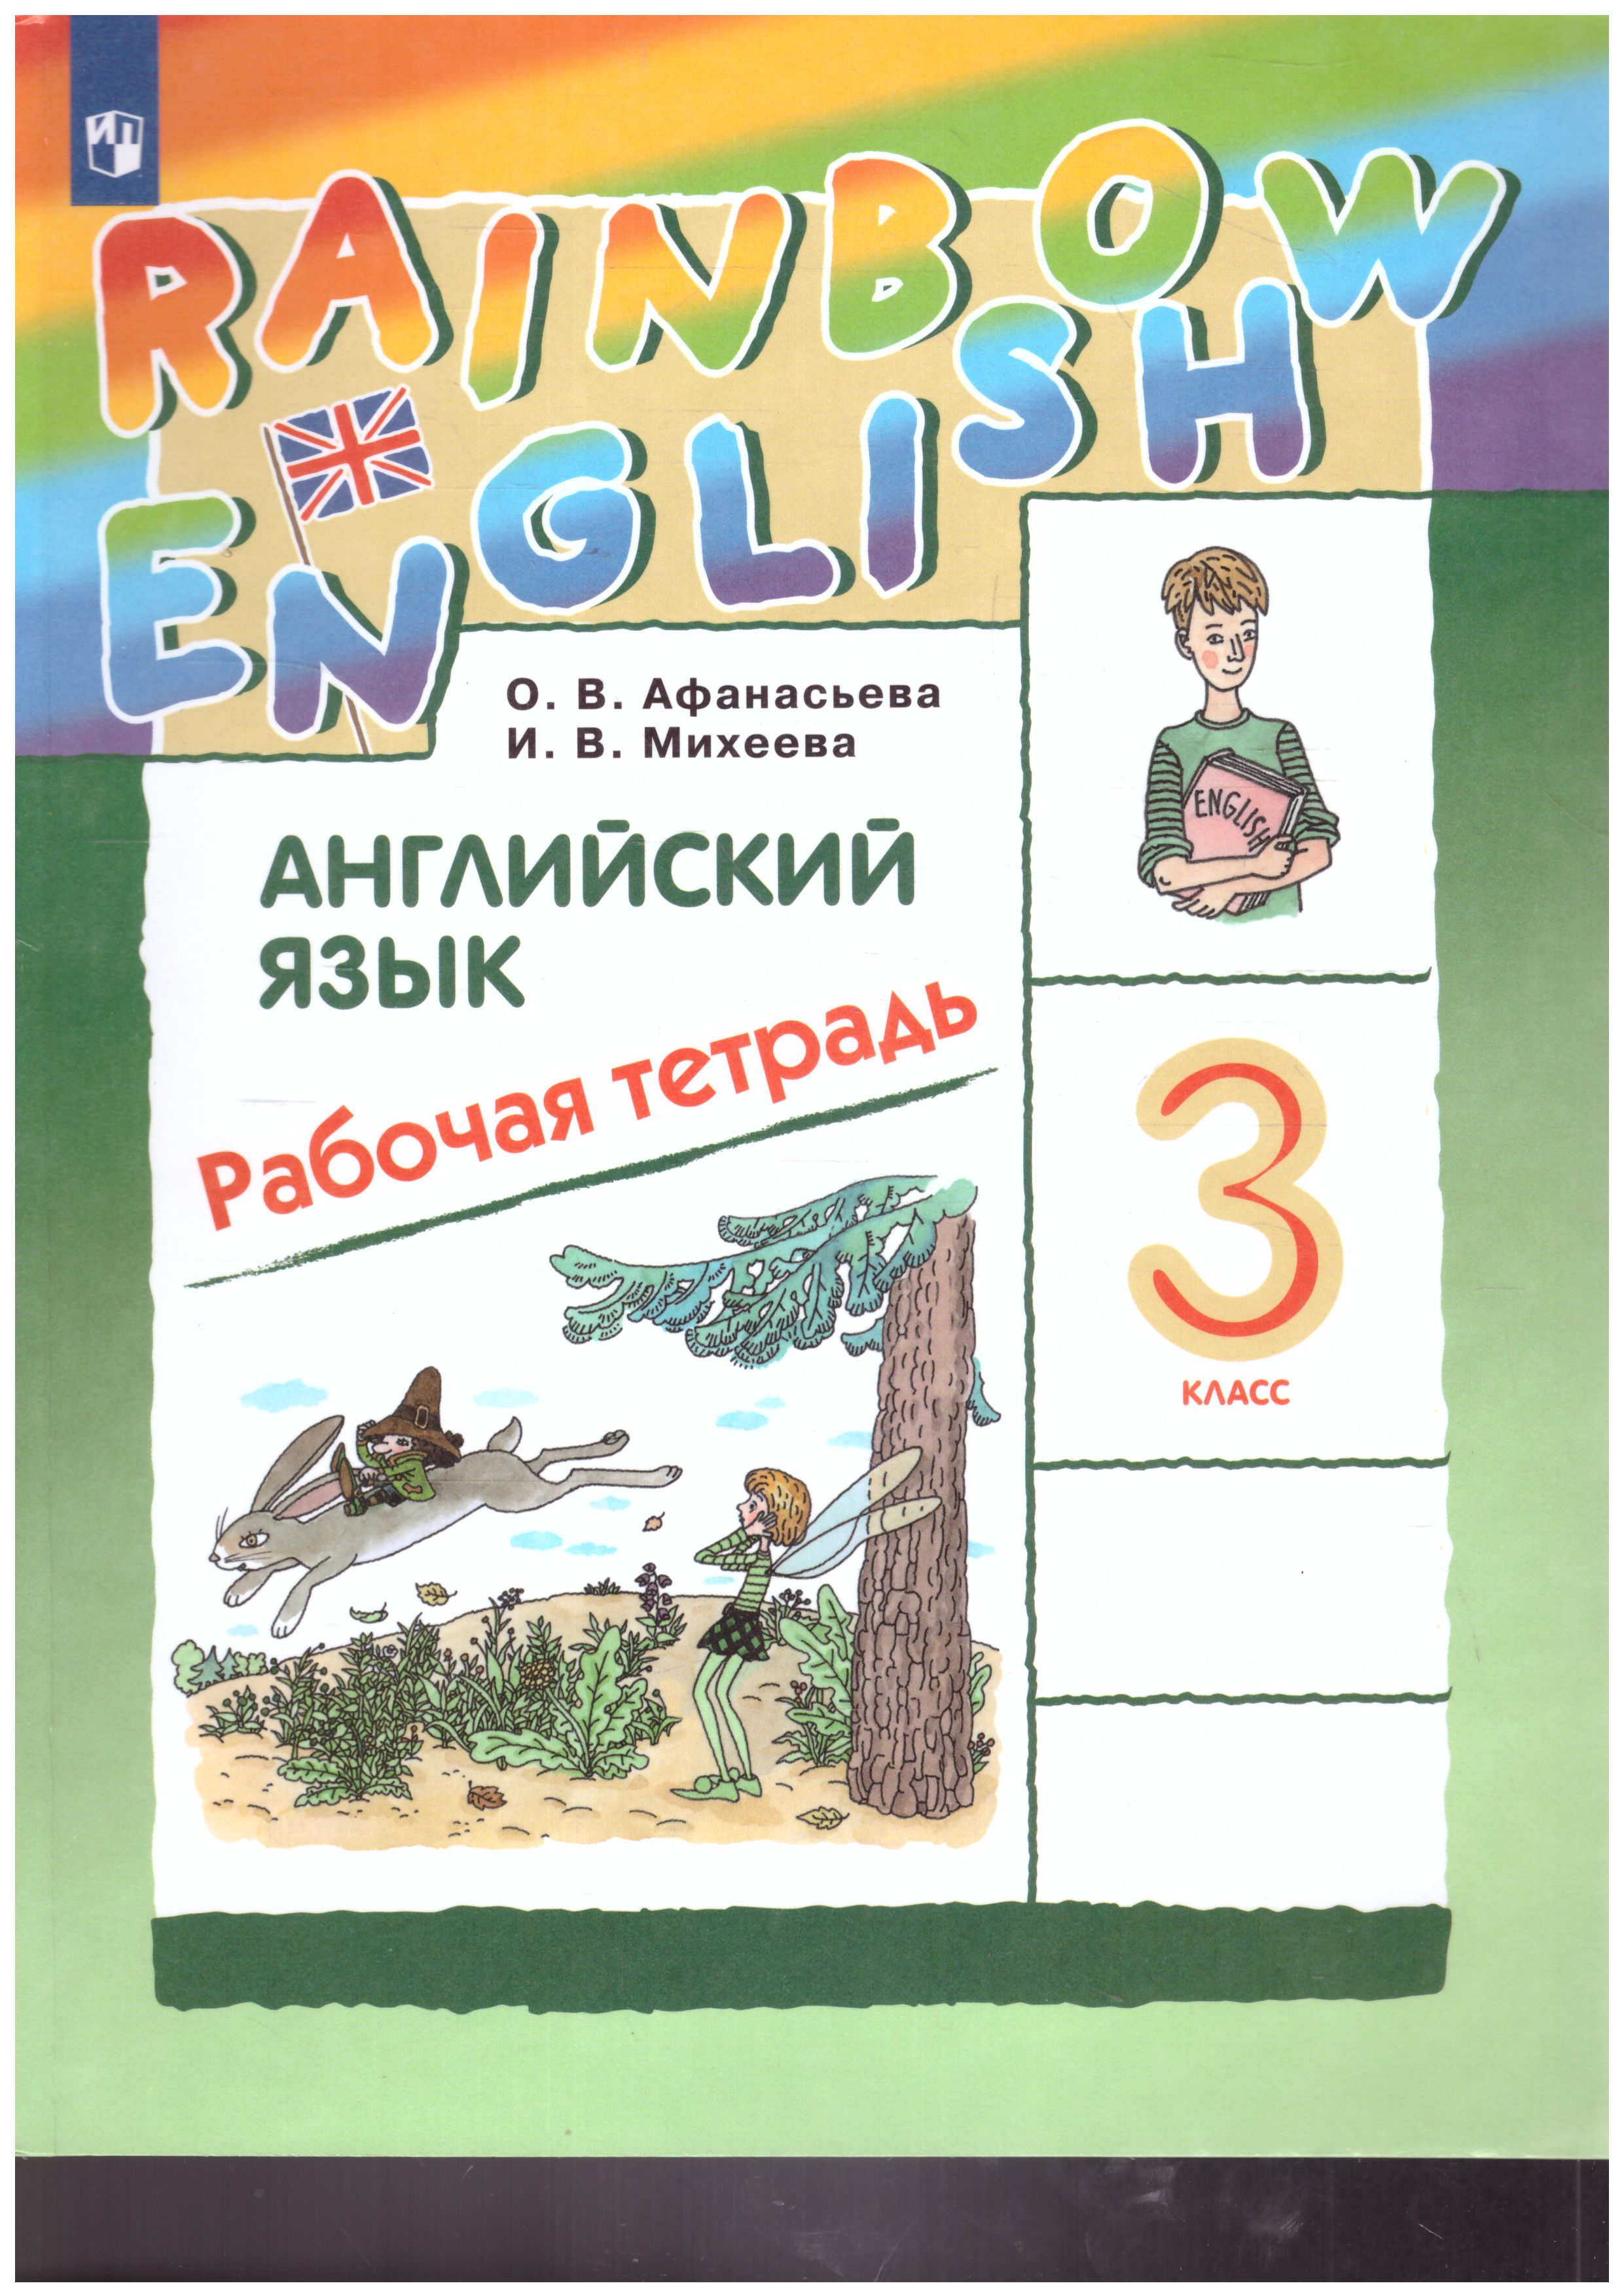 ИП
RAINBOW
ENGLISH
О. В. Афанасьева
И. В. Михеева
АНГЛИЙСКИЙ
ЯЗЫК
Рабочая тетрадь
ENGLISH
3
КЛАСС